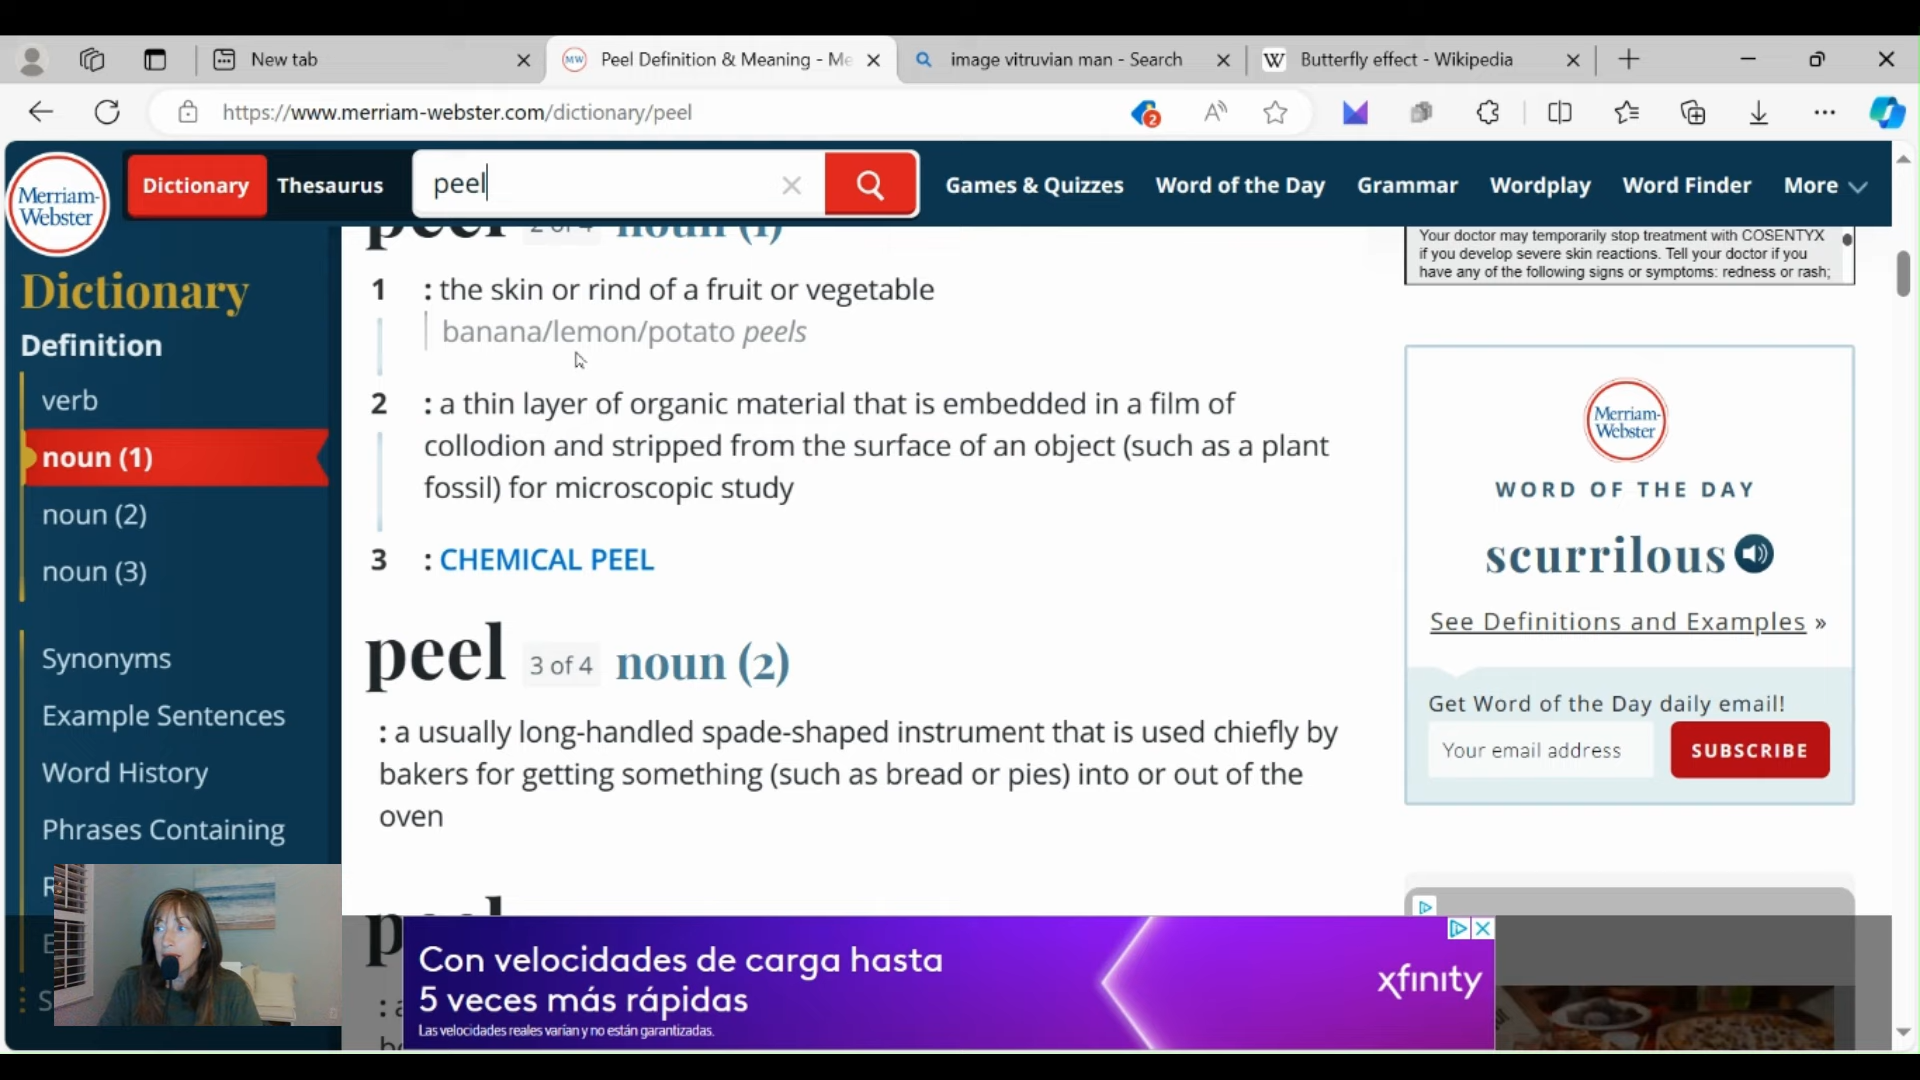 New tab
Peel Definition & Meaning - Me
image vitruvian man - Search
Butterfly effect - Wikipedia
https://www.merriam-webster.com/dictionary/peel
2
Merriam-
Webster
Dictionary
Thesaurus
peel
Games & Quizzes
Word of the Day
Grammar
Wordplay
Word Finder
More
Dictionary
Definition
verb
noun (1)
noun (2)
noun (3)
Synonyms
Example Sentences
Word History
Phrases Containing
peel 2 of 4 noun (1)
1 : the skin or rind of a fruit or vegetable
banana/lemon/potato peels
2 : a thin layer of organic material that is embedded in a film of
collodion and stripped from the surface of an object (such as a plant
fossil) for microscopic study
3 : CHEMICAL PEEL
peel 3 of 4 noun (2)
: a usually long-handled spade-shaped instrument that is used chiefly by
bakers for getting something (such as bread or pies) into or out of the
oven
Your doctor may temporarily stop treatment with COSENTYX
if you develop severe skin reactions. Tell your doctor if you
have any of the following signs or symptoms: redness or rash;
Merriam-
Webster
WORD OF THE DAY
scurrilous
See Definitions and Examples »
Get Word of the Day daily email!
Your email address
SUBSCRIBE
Con velocidades de carga hasta
5 veces más rápidas
Las velocidades reales varían y no están garantizadas.
xfinity